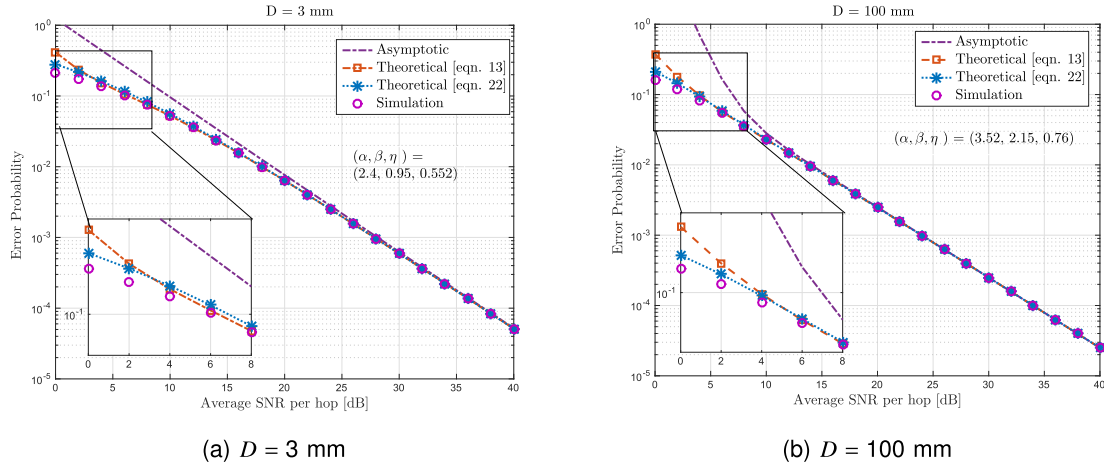 D = 3 mm
Error Probability
10^0
10^-1
10^-2
10^-3
10^-4
10^-5
Asymptotic
Theoretical [eqn. 13]
Theoretical [eqn. 22]
Simulation
(α, β, η ) =
(2.4, 0.95, 0.552)
10^-1
0 2 4 6 8
0 5 10 15 20 25 30 35 40
Average SNR per hop [dB]
(a) D = 3 mm
D = 100 mm
Error Probability
10^0
10^-1
10^-2
10^-3
10^-4
10^-5
Asymptotic
Theoretical [eqn. 13]
Theoretical [eqn. 22]
Simulation
(α, β, η ) = (3.52, 2.15, 0.76)
10^-1
0 2 4 6 8
0 5 10 15 20 25 30 35 40
Average SNR per hop [dB]
(b) D = 100 mm